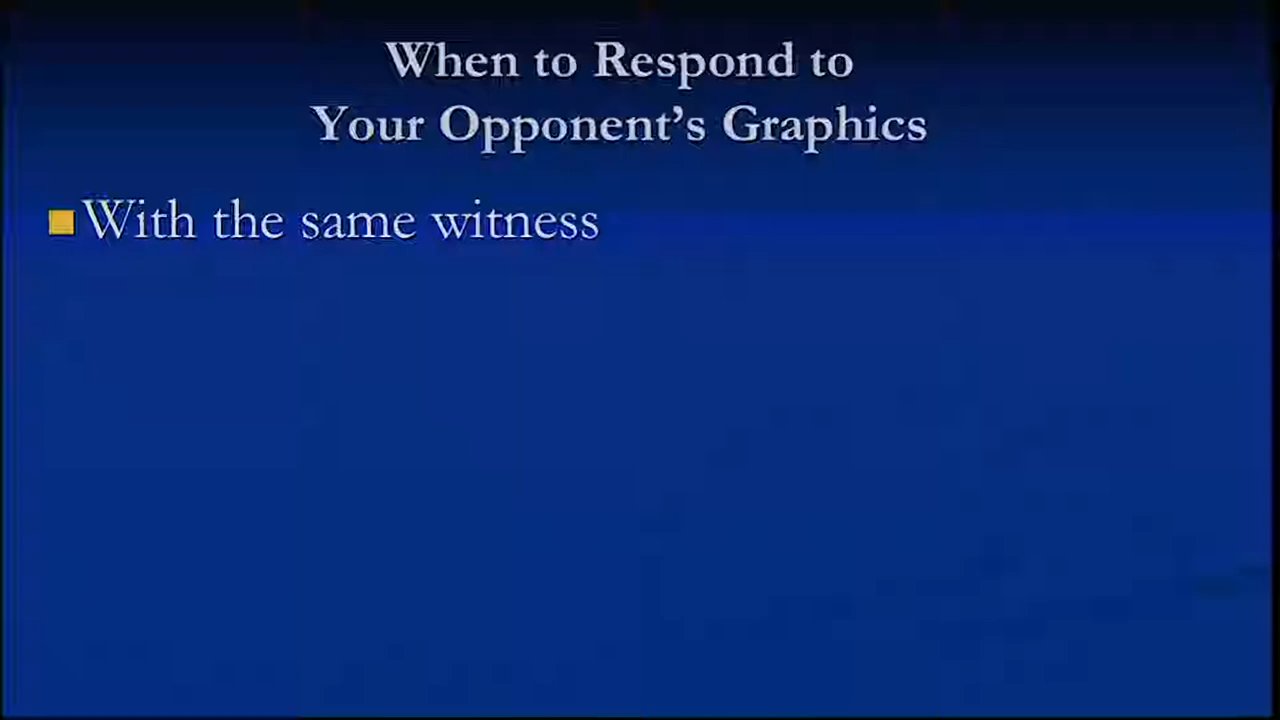 When to Respond to
Your Opponent's Graphics
With the same witness